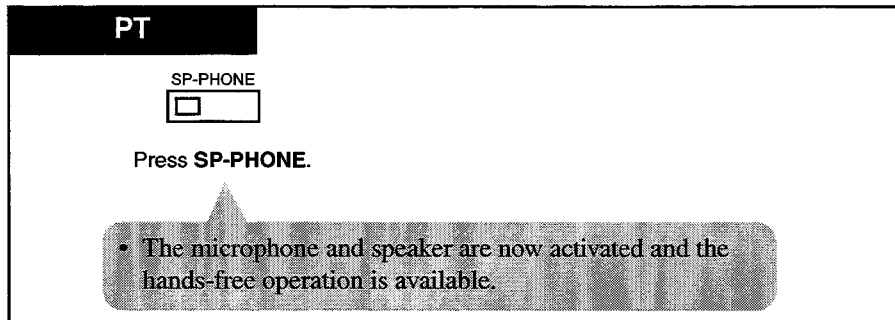 PT
SP-PHONE
Press SP-PHONE.
• The microphone and speaker are now activated and the
hands-free operation is available.